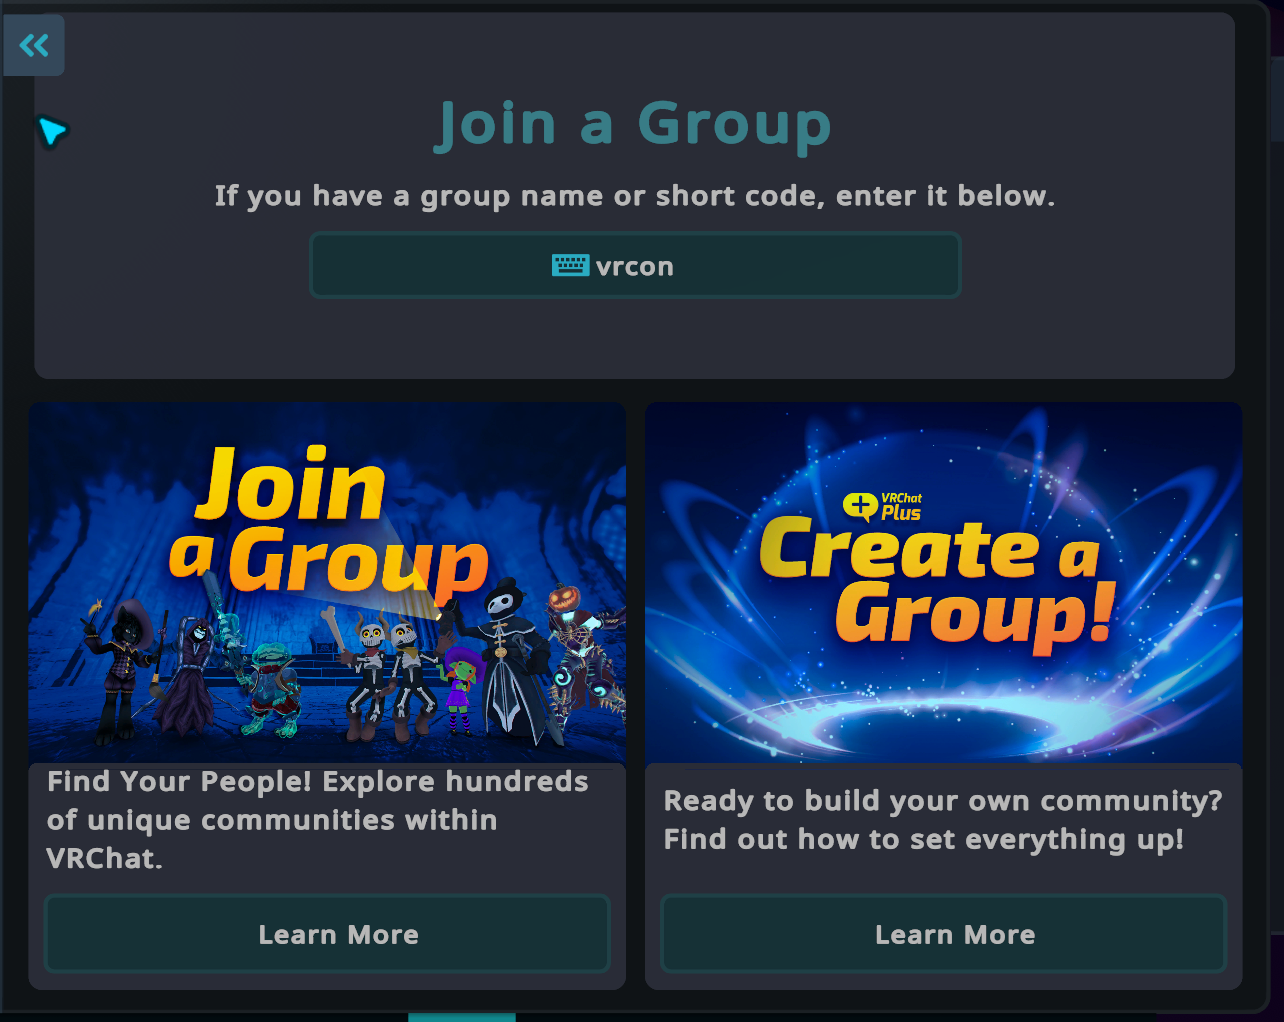 Join a Group
If you have a group name or short code, enter it below.
vrcon
Join
a Group
Find Your People! Explore hundreds
of unique communities within
VRChat.
Learn More
VRChat
Plus
Create a
Group!
Ready to build your own community?
Find out how to set everything up!
Learn More